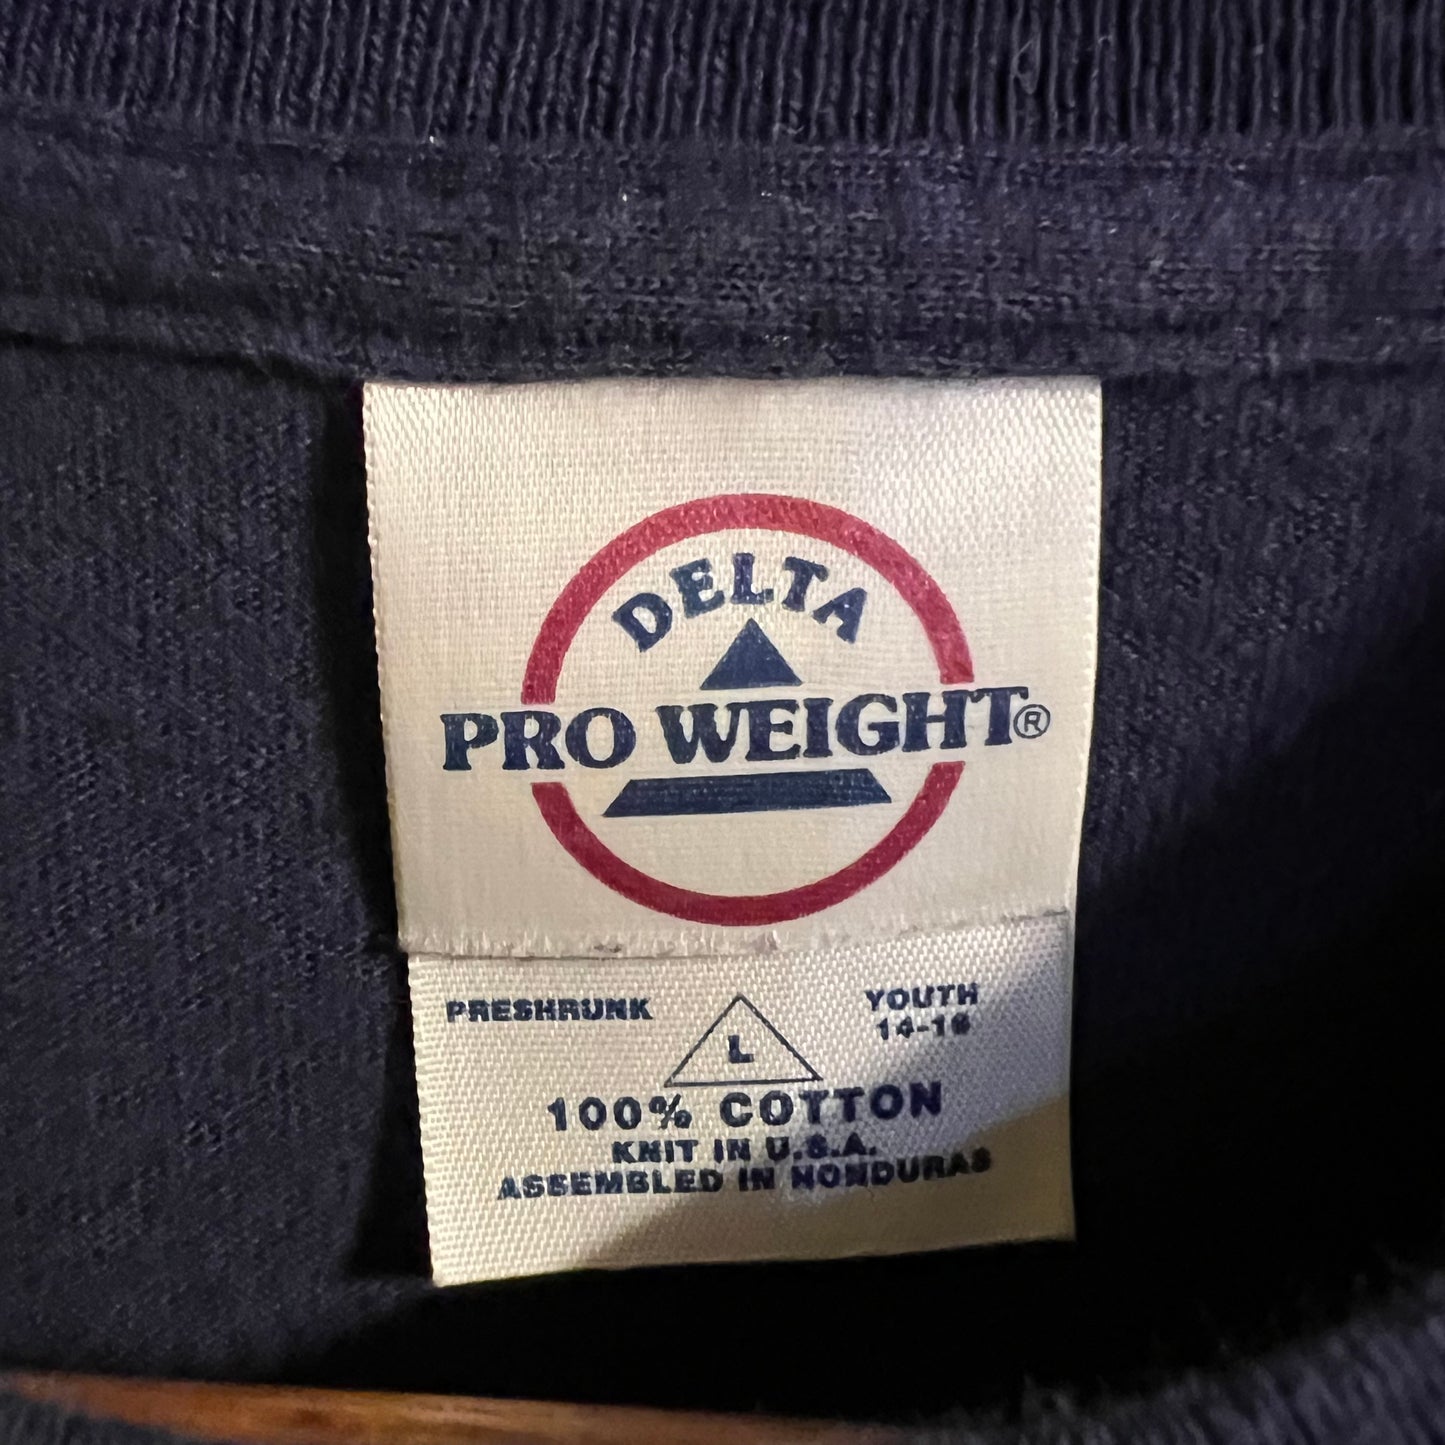 DELTA
PRO WEIGHT®
PRESHRUNK
YOUTH
14-16
L
100% COTTON
KNIT IN U.S.A.
ASSEMBLED IN HONDURAS